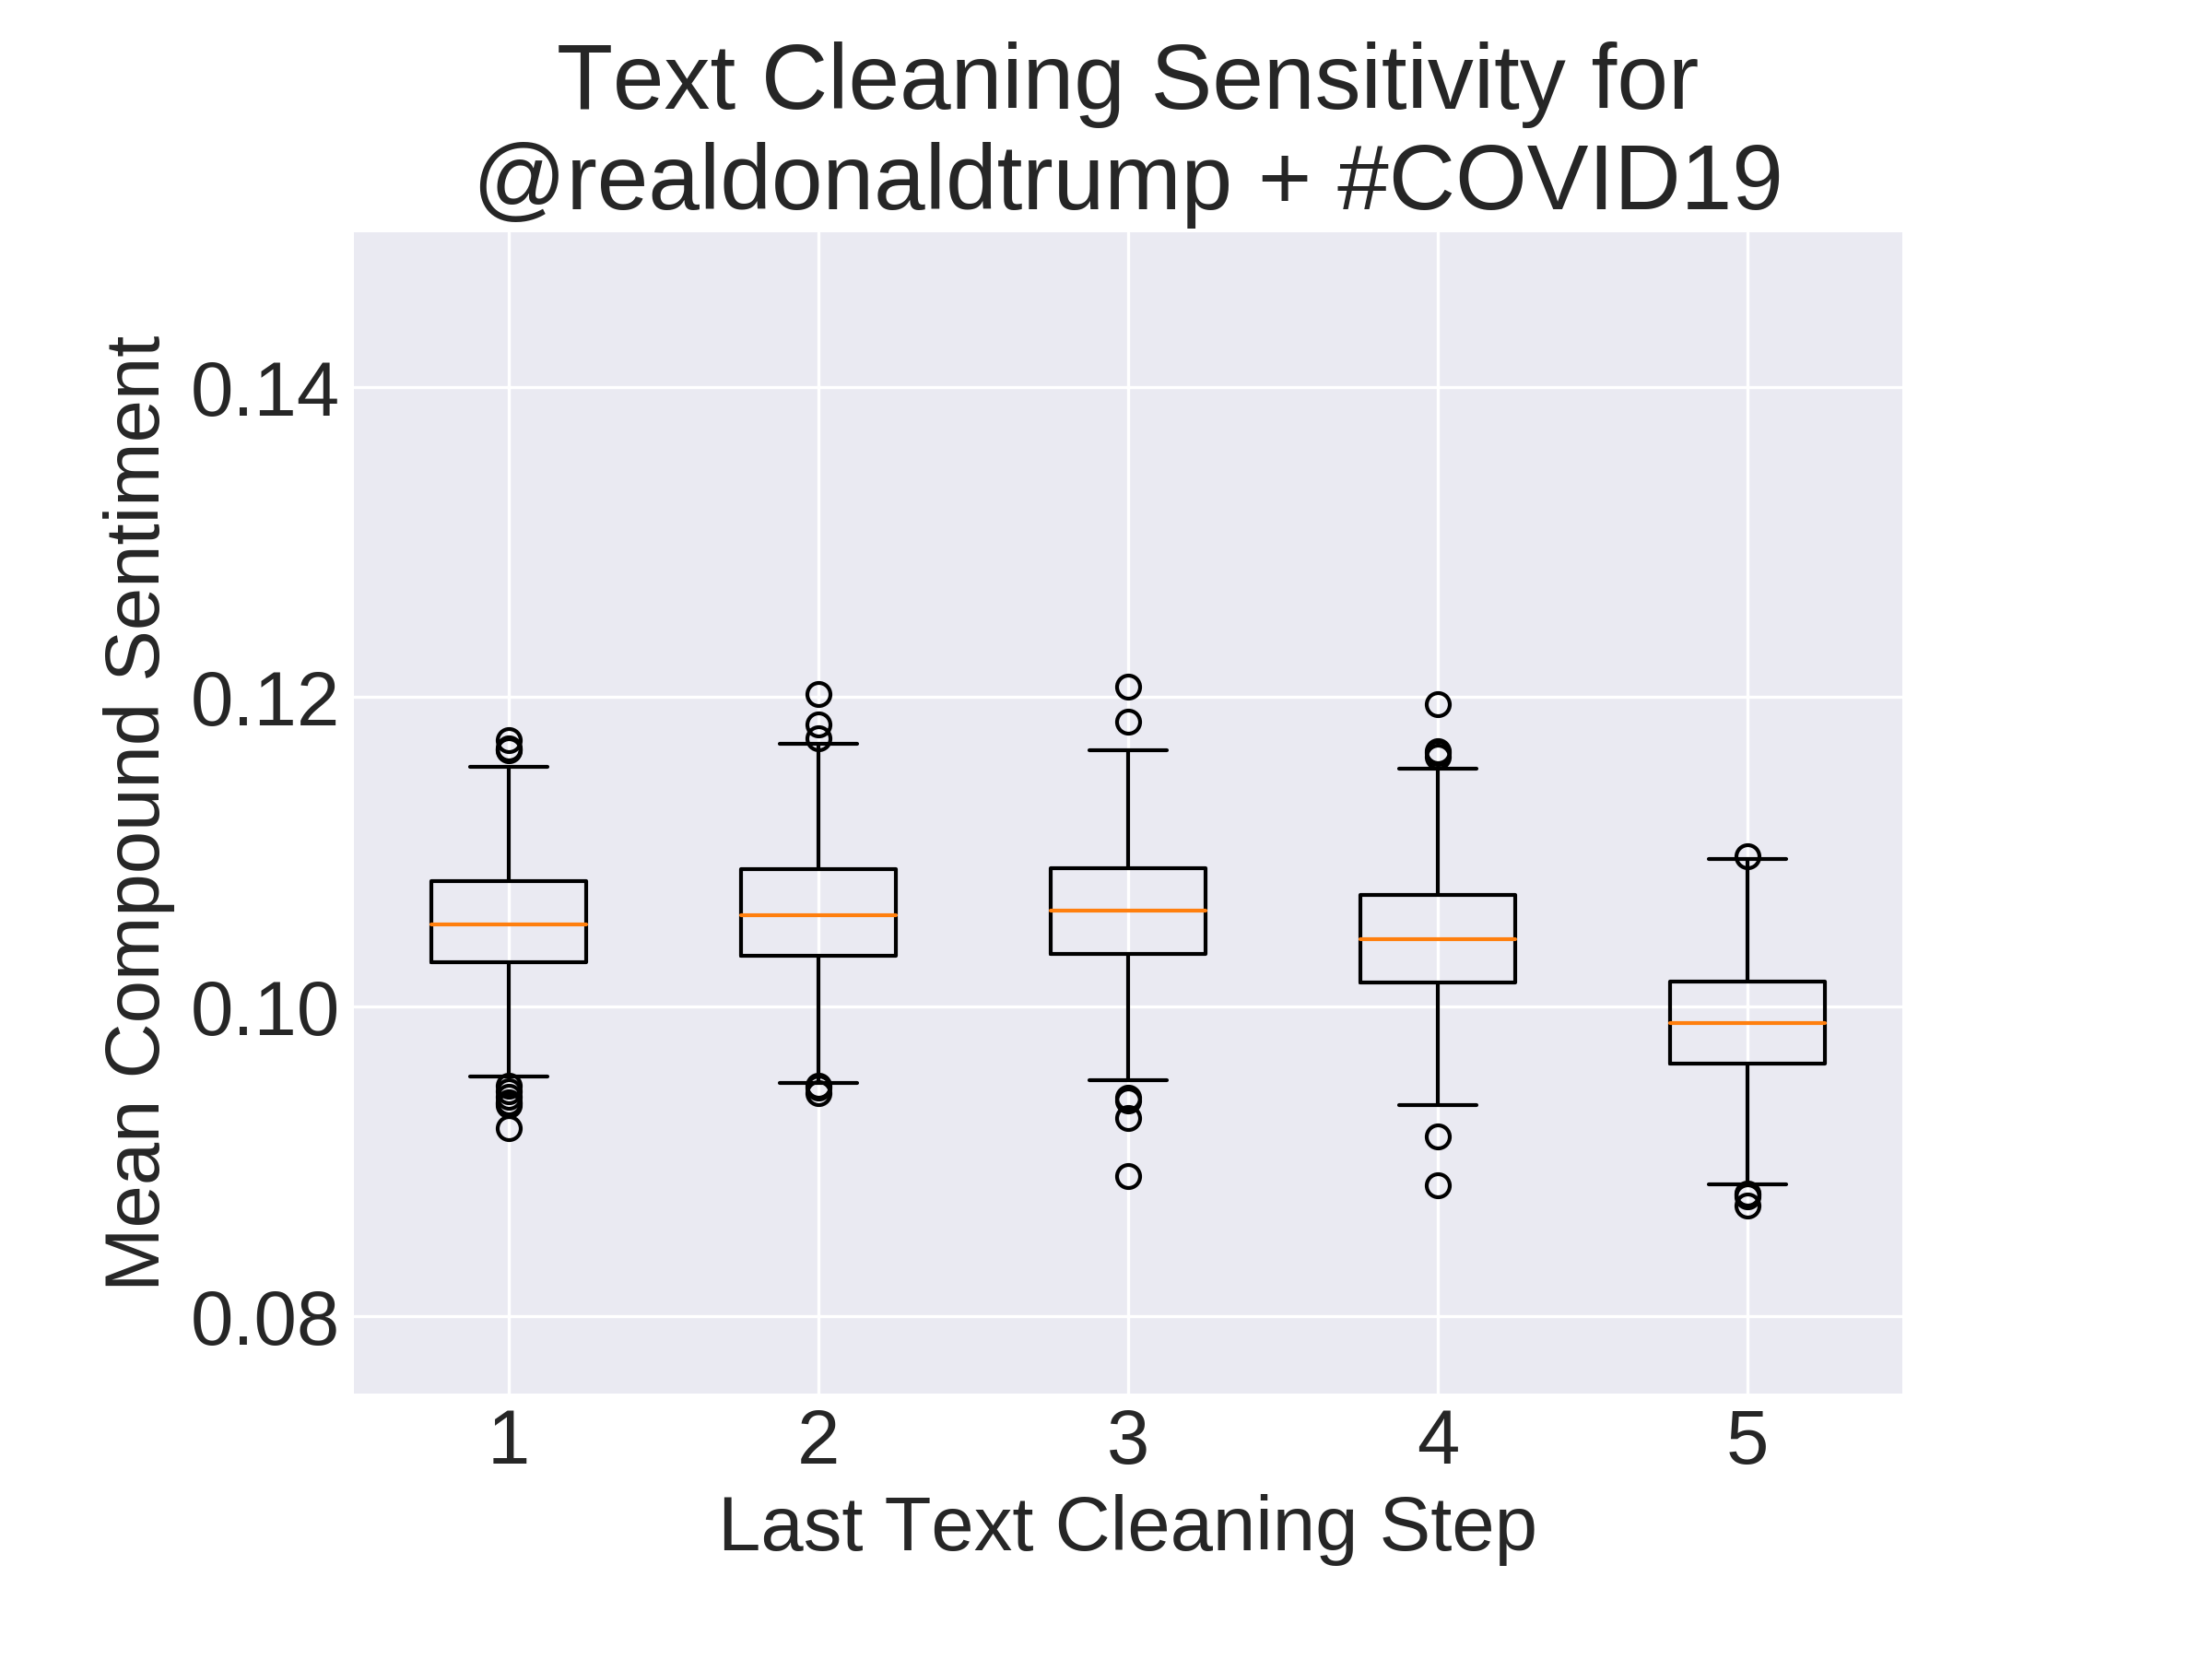 Text Cleaning Sensitivity for
@realdonaldtrump + #COVID19
Mean Compound Sentiment
0.14
0.12
0.10
0.08
1 2 3 4 5
Last Text Cleaning Step